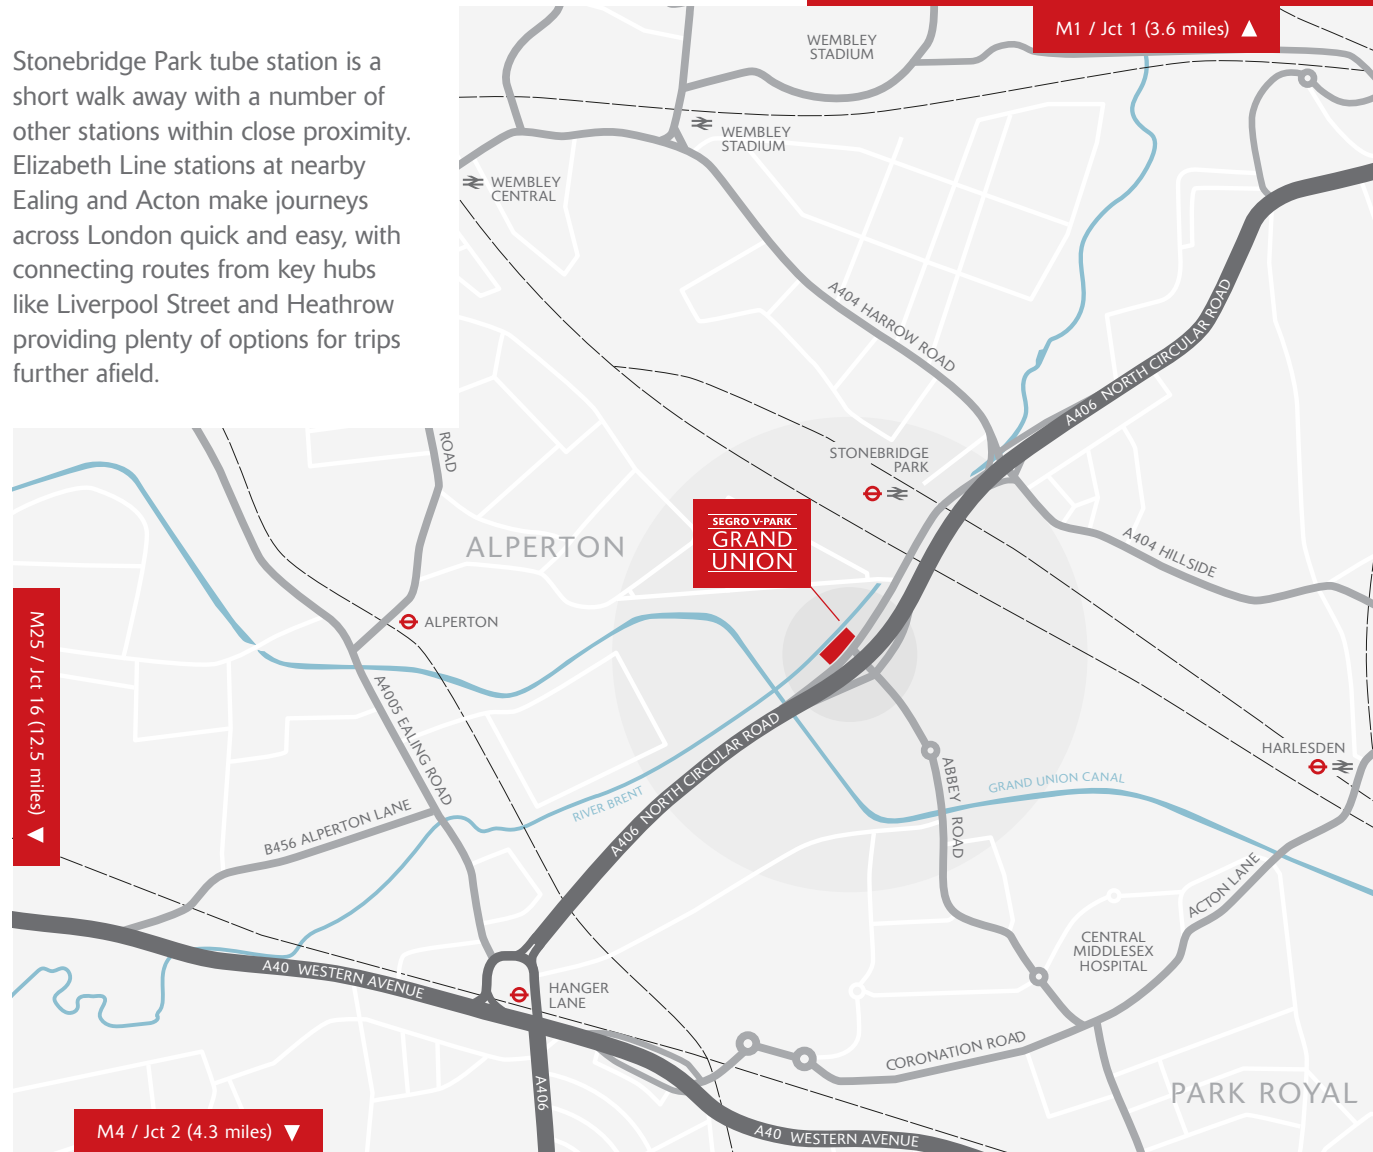 Stonebridge Park tube station is a
short walk away with a number of
other stations within close proximity.
Elizabeth Line stations at nearby
Ealing and Acton make journeys
across London quick and easy, with
connecting routes from key hubs
like Liverpool Street and Heathrow
providing plenty of options for trips
further afield.
M1 / Jct 1 (3.6 miles) ▲
WEMBLEY
STADIUM
WEMBLEY
STADIUM
WEMBLEY
CENTRAL
A404 HARROW ROAD
A406 NORTH CIRCULAR ROAD
ROAD
STONEBRIDGE
PARK
SEGRO V-PARK
GRAND
UNION
ALPERTON
A404 HILLSIDE
ALPERTON
M25 / Jct 16 (12.5 miles) ▼
A4005 EALING ROAD
HARLESDEN
ABBEY ROAD
GRAND UNION CANAL
RIVER BRENT
A406 NORTH CIRCULAR ROAD
B456 ALPERTON LANE
ACTON LANE
CENTRAL
MIDDLESEX
HOSPITAL
A40 WESTERN AVENUE
HANGER
LANE
CORONATION ROAD
A406
PARK ROYAL
M4 / Jct 2 (4.3 miles) ▼
A40 WESTERN AVENUE